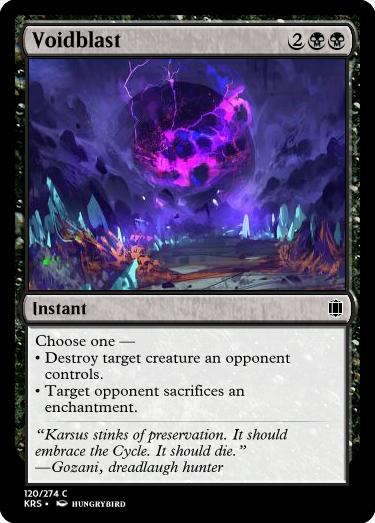 Voidblast 2
Instant
Choose one —
• Destroy target creature an opponent
controls.
• Target opponent sacrifices an
enchantment.
“Karsus stinks of preservation. It should
embrace the Cycle. It should die.”
—Gozani, dreadlaugh hunter
120/274 C
KRS • HUNGRYBIRD